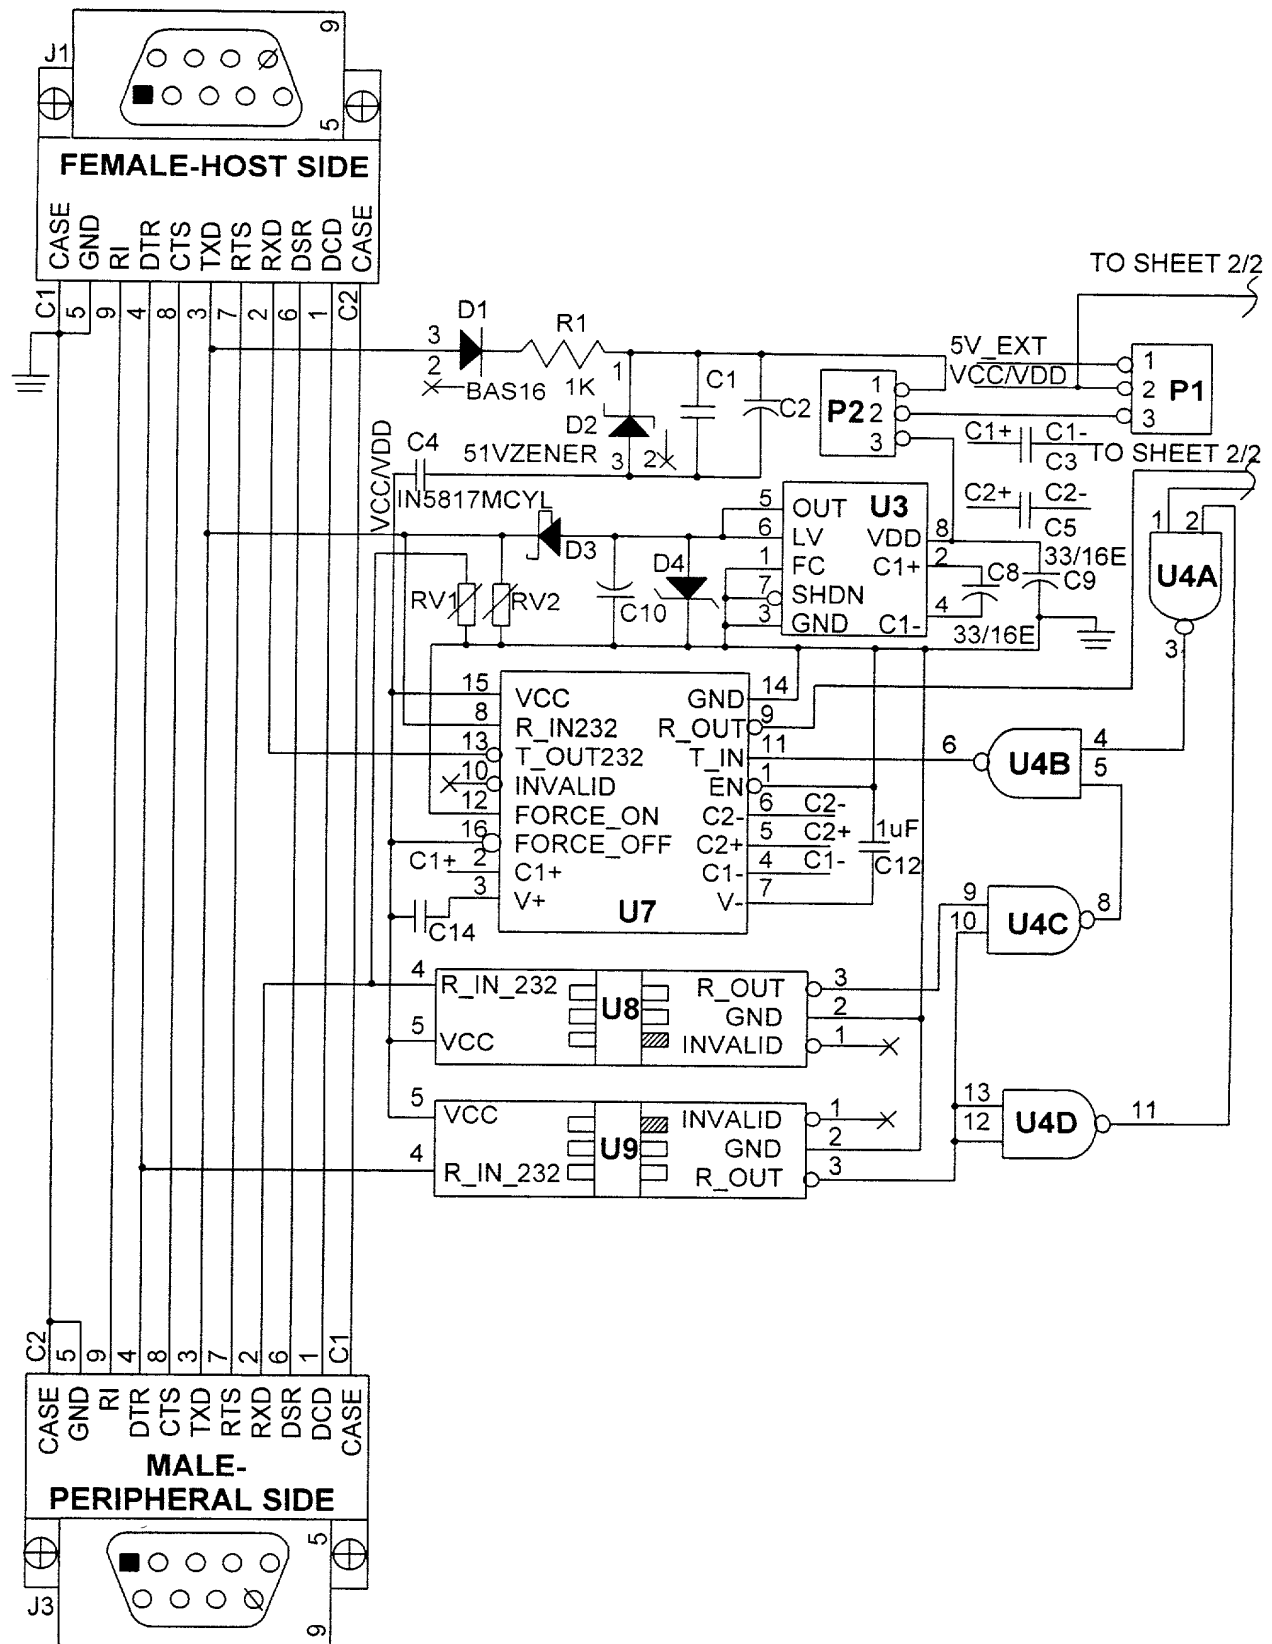 9
J1
5
FEMALE-HOST SIDE
CASE GND RI DTR CTS TXD RTS RXD DSR DCD CASE
C1 5 9 4 8 3 7 2 6 1 C2
TO SHEET 2/2
D1
3
2
BAS16
R1
1K
1
C1
C2
D2
51VZENER
3
2
5V_EXT
VCC/VDD
1
2
3
P1
P2
1
2
3
C1+ C1-
C3
TO SHEET 2/2
C2+ C2-
C5
C4
VCC/VDD
IN5817MCYL
D3
RV1
RV2
C10
D4
5 OUT
U3
6 LV
VDD 8
1 FC
C1+ 2
7 SHDN
3 GND
C1- 4
C8
33/16E
33/16E
C9
1 2
U4A
3
15 VCC
GND 14
8 R_IN232
R_OUT 9
13 T_OUT232
T_IN 11
10 INVALID
EN 1
12 FORCE_ON
C2- 6 C2-
16 FORCE_OFF
C2+ 5 C2+
C1+ 2 C1+
C1- 4 C1-
3 V+
V- 7
U7
C14
1uF
C12
6
U4B
4
5
9
10
U4C
8
4 R_IN_232
U8
R_OUT 3
GND 2
5 VCC
INVALID 1
5 VCC
INVALID 1
U9
GND 2
4 R_IN_232
R_OUT 3
13
12
U4D
11
C2 5 9 4 8 3 7 2 6 1 C1
CASE GND RI DTR CTS TXD RTS RXD DSR DCD CASE
MALE-
PERIPHERAL SIDE
5
J3
9